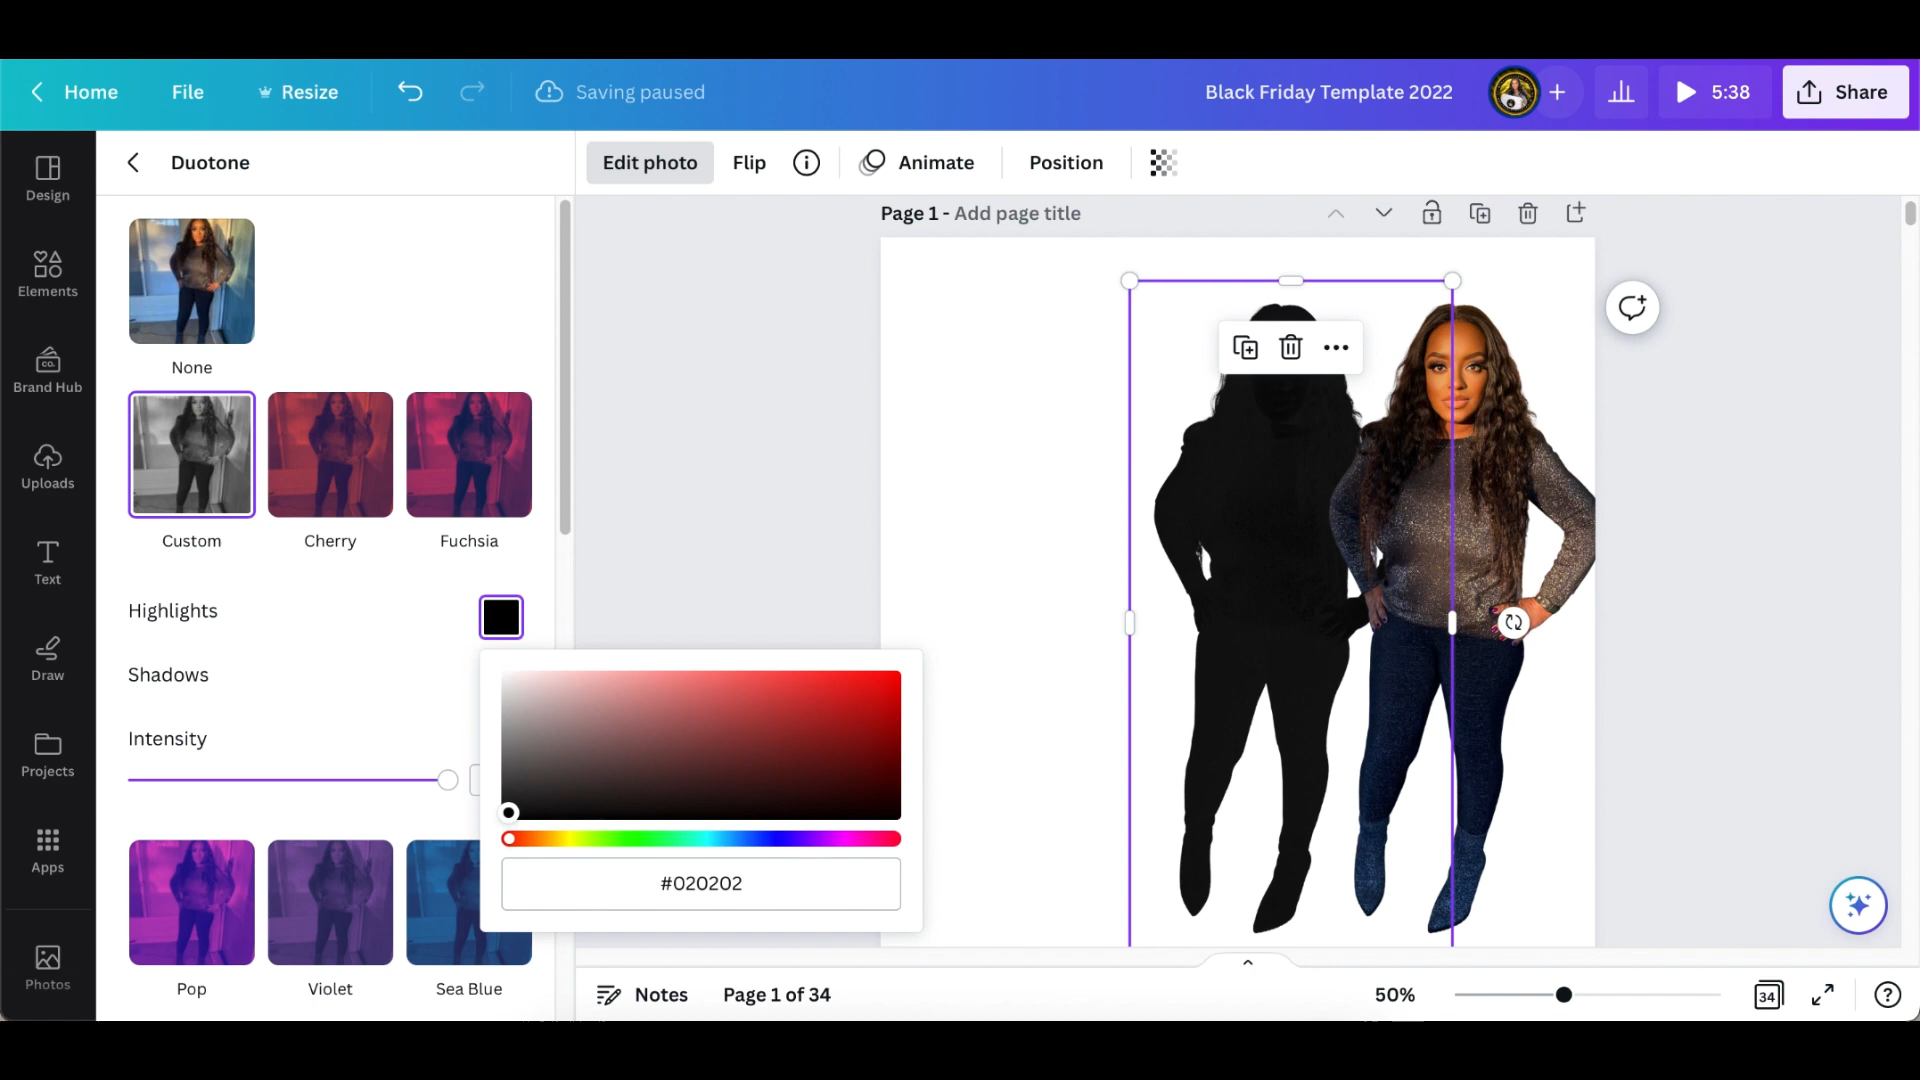 Home
File
Resize
Saving paused
Black Friday Template 2022
5:38
Share
Design
Elements
CO.
Brand Hub
Uploads
Text
Draw
Projects
Apps
Photos
Duotone
None
Custom
Cherry
Fuchsia
Highlights
Shadows
Intensity
#020202
Pop
Violet
Sea Blue
Edit photo
Flip
Animate
Position
Page 1 - Add page title
Notes
Page 1 of 34
50%
34